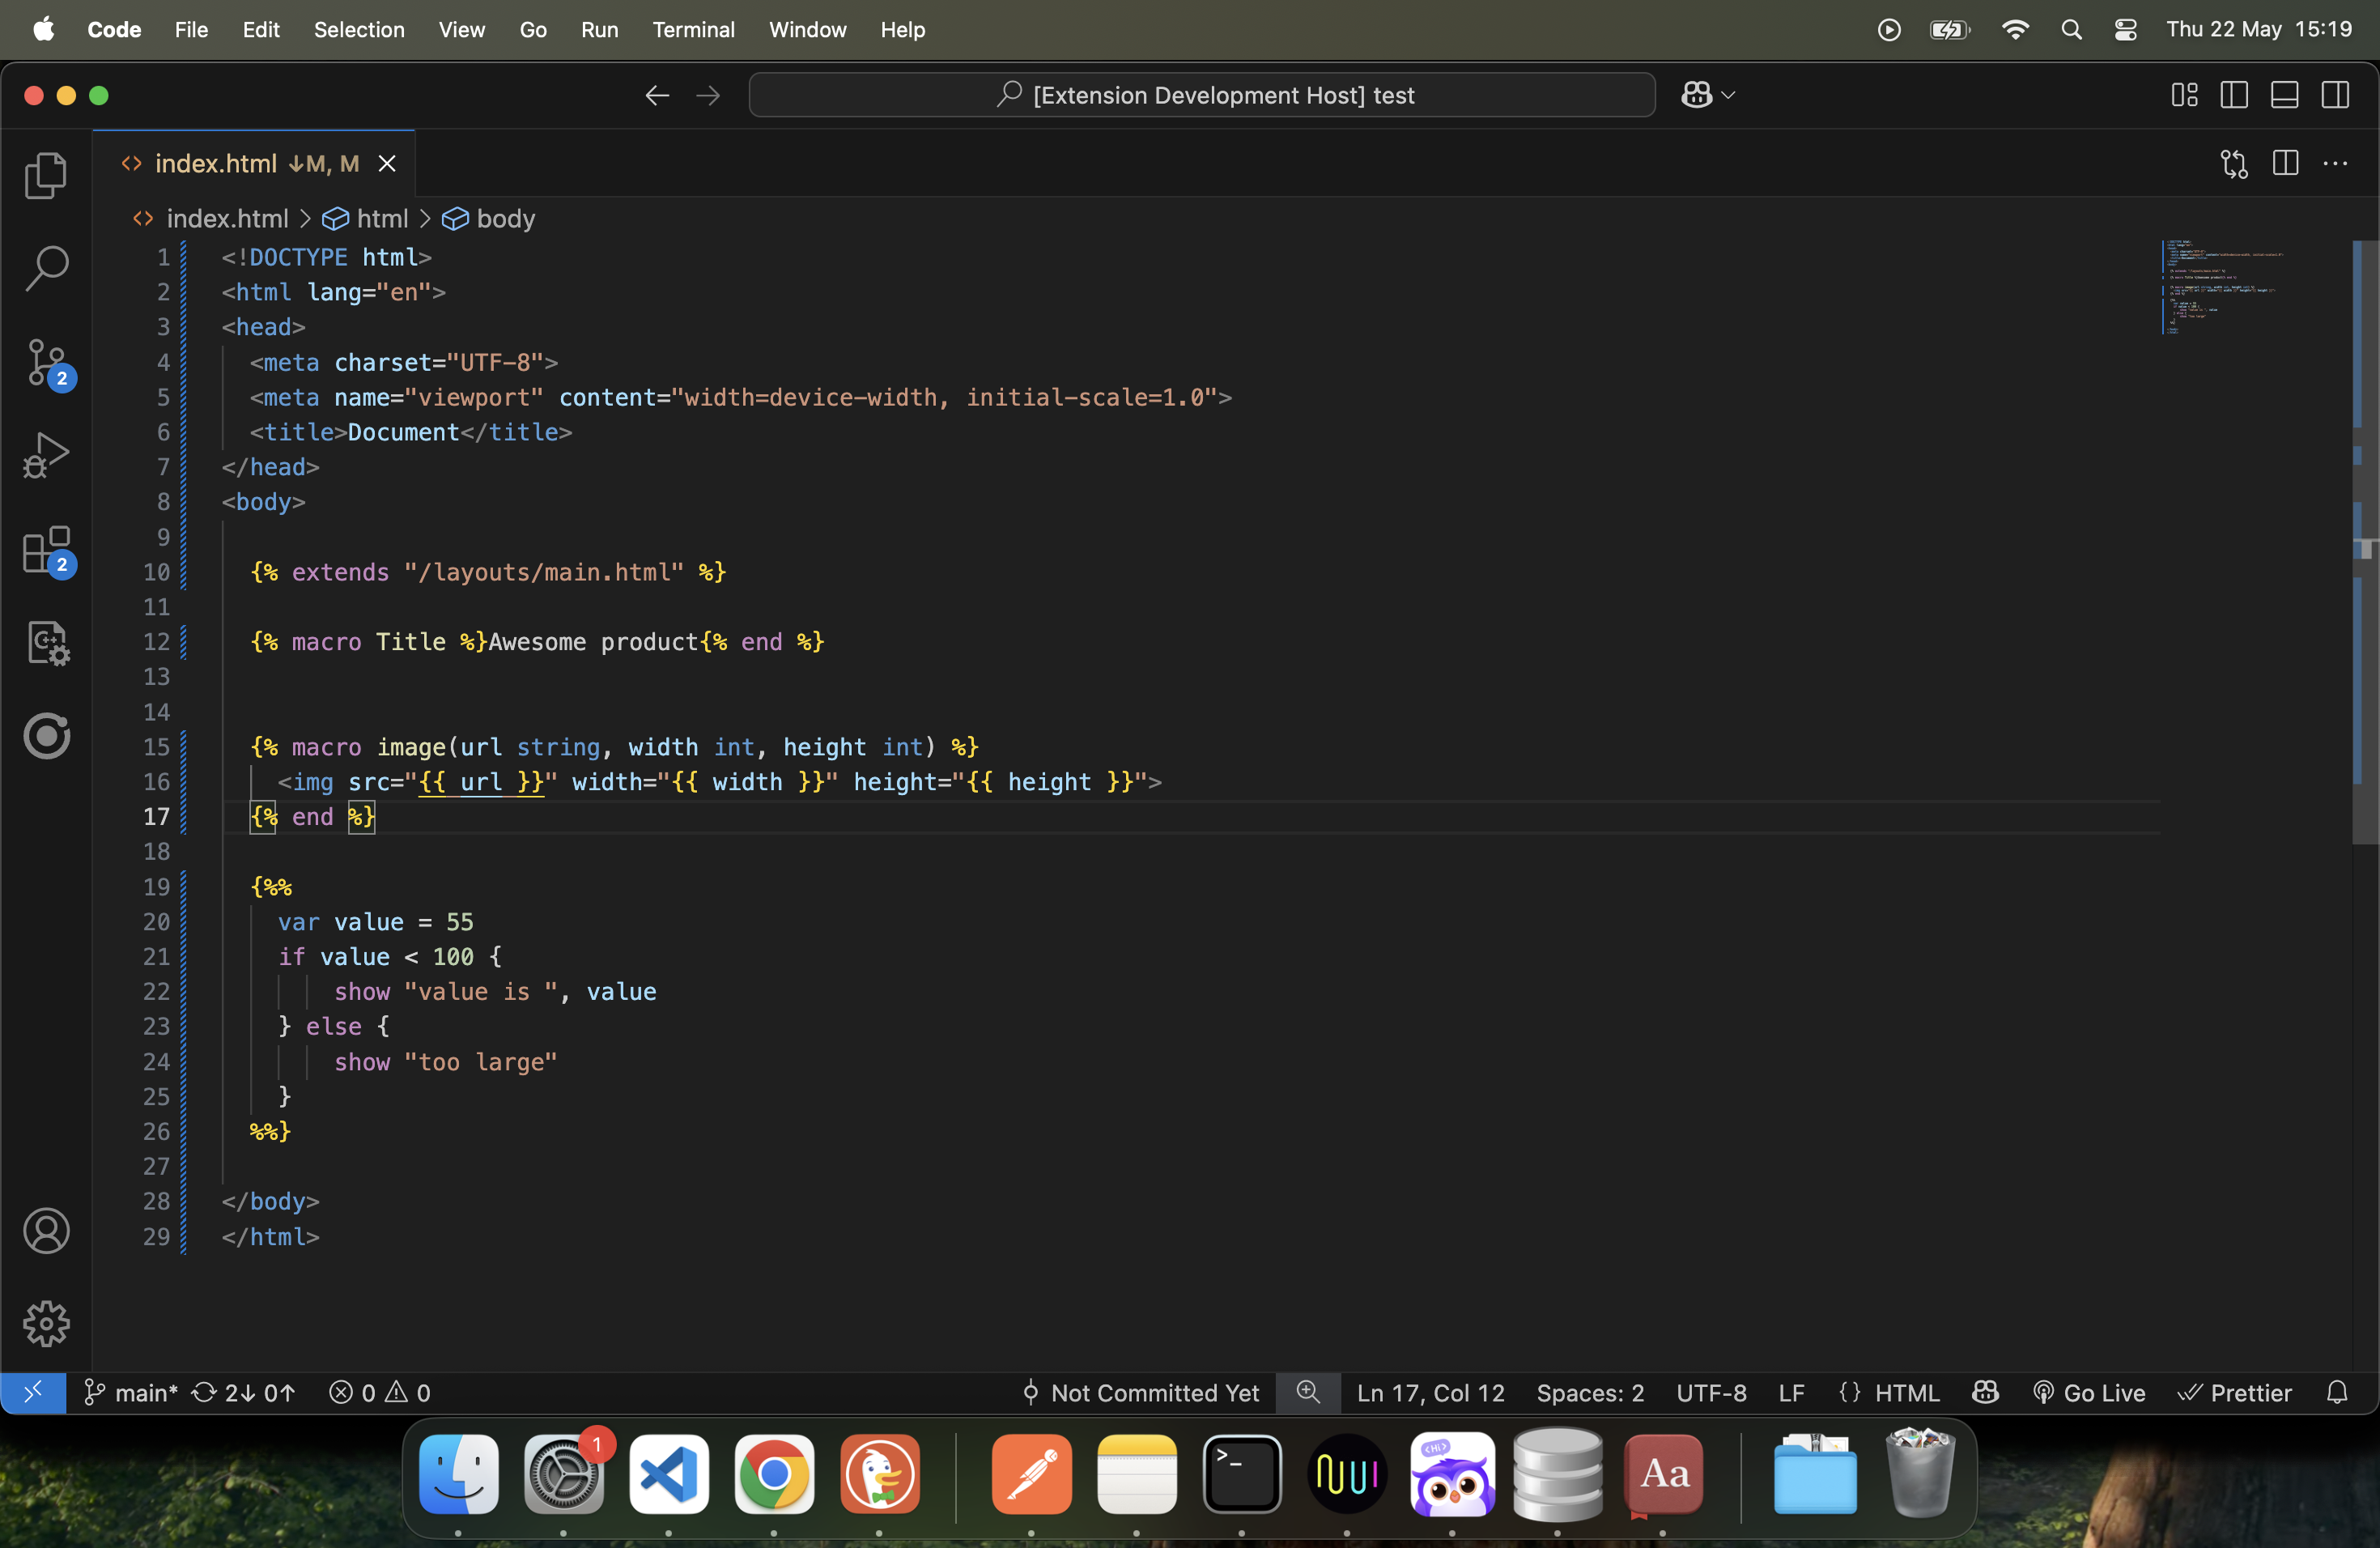 Code File Edit Selection View Go Run Terminal Window Help Thu 22 May 15:19
[Extension Development Host] test
index.html ↓M, M
index.html > html > body
1 <!DOCTYPE html>
2 <html lang="en">
3 <head>
4 <meta charset="UTF-8">
5 <meta name="viewport" content="width=device-width, initial-scale=1.0">
6 <title>Document</title>
7 </head>
8 <body>
9
10 {% extends "/layouts/main.html" %}
11
12 {% macro Title %}Awesome product{% end %}
13
14
15 {% macro image(url string, width int, height int) %}
16 <img src="{{ url }}" width="{{ width }}" height="{{ height }}">
17 {% end %}
18
19 {%%
20 var value = 55
21 if value < 100 {
22 show "value is ", value
23 } else {
24 show "too large"
25 }
26 %%}
27
28 </body>
29 </html>
2
2
C++
main* 2↓ 0↑ 0 0 Not Committed Yet Ln 17, Col 12 Spaces: 2 UTF-8 LF {} HTML Go Live Prettier
1
>_
<Hi>
Aa